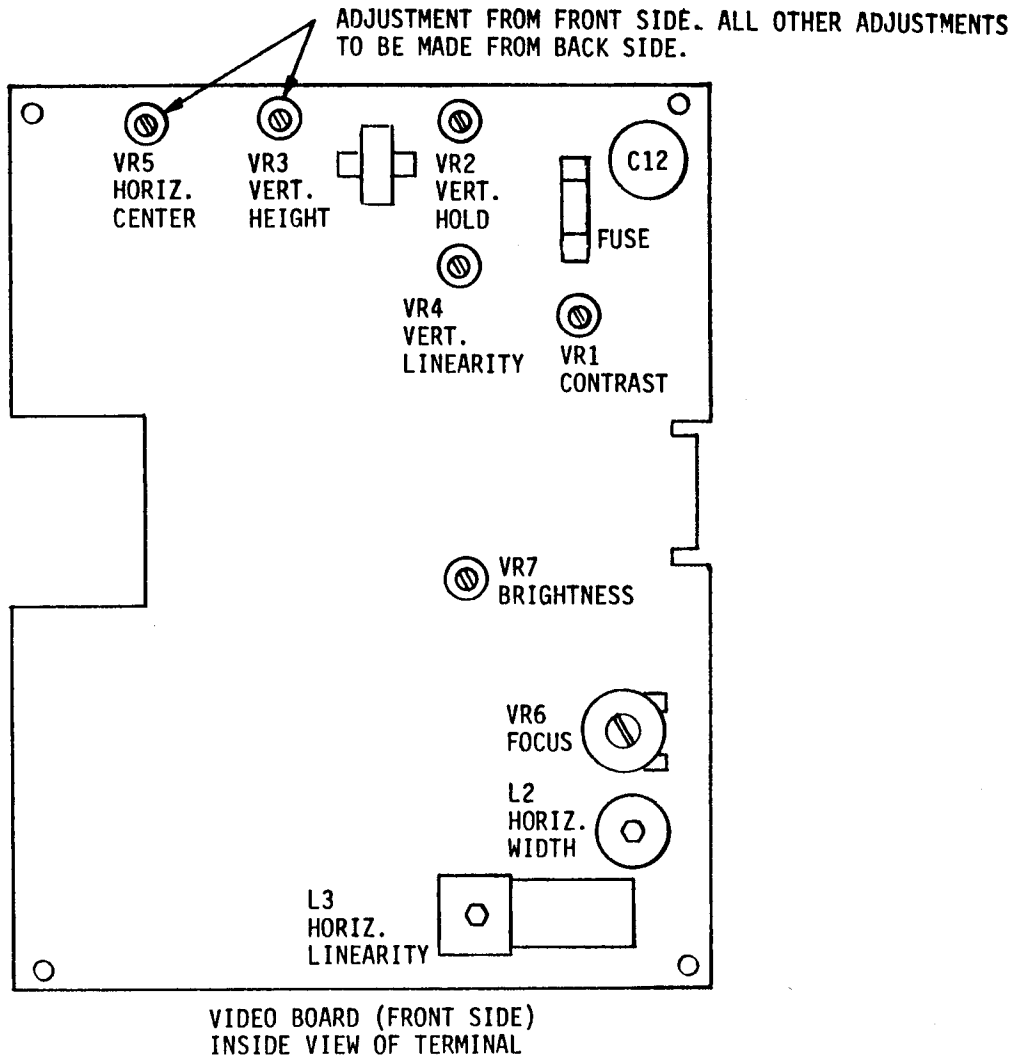 ADJUSTMENT FROM FRONT SIDE. ALL OTHER ADJUSTMENTS
TO BE MADE FROM BACK SIDE.
VR5
HORIZ.
CENTER
VR3
VERT.
HEIGHT
VR2
VERT.
HOLD
C12
FUSE
VR4
VERT.
LINEARITY
VR1
CONTRAST
VR7
BRIGHTNESS
VR6
FOCUS
L2
HORIZ.
WIDTH
L3
HORIZ.
LINEARITY
VIDEO BOARD (FRONT SIDE)
INSIDE VIEW OF TERMINAL